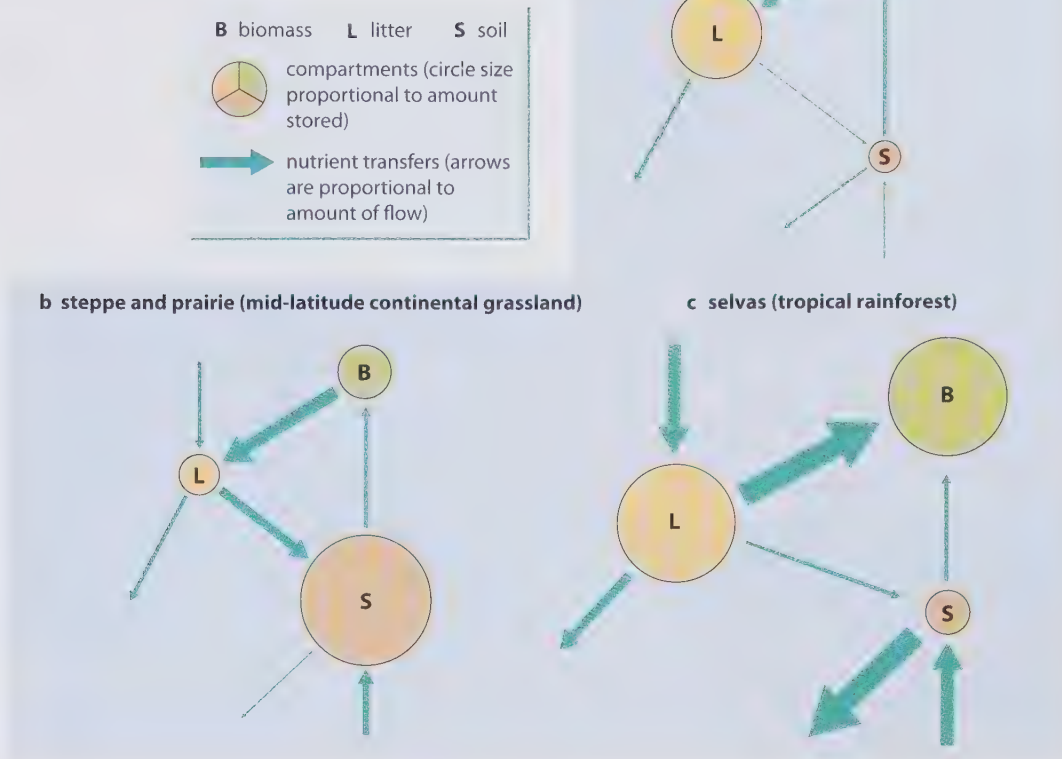 B biomass L litter S soil
compartments (circle size
proportional to amount
stored)
nutrient transfers (arrows
are proportional to
amount of flow)
L
S
b steppe and prairie (mid-latitude continental grassland)
B
L
S
c selvas (tropical rainforest)
B
L
S